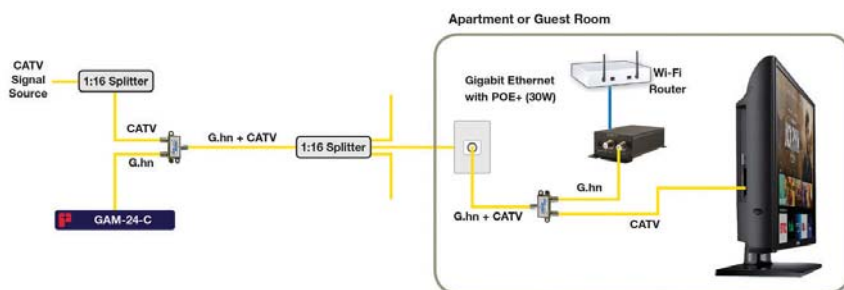 Apartment or Guest Room
CATV
Signal
Source
1:16 Splitter
CATV
G.hn
GAM-24-C
G.hn + CATV
1:16 Splitter
Gigabit Ethernet
with POE+ (30W)
Wi-Fi
Router
G.hn
G.hn + CATV
CATV